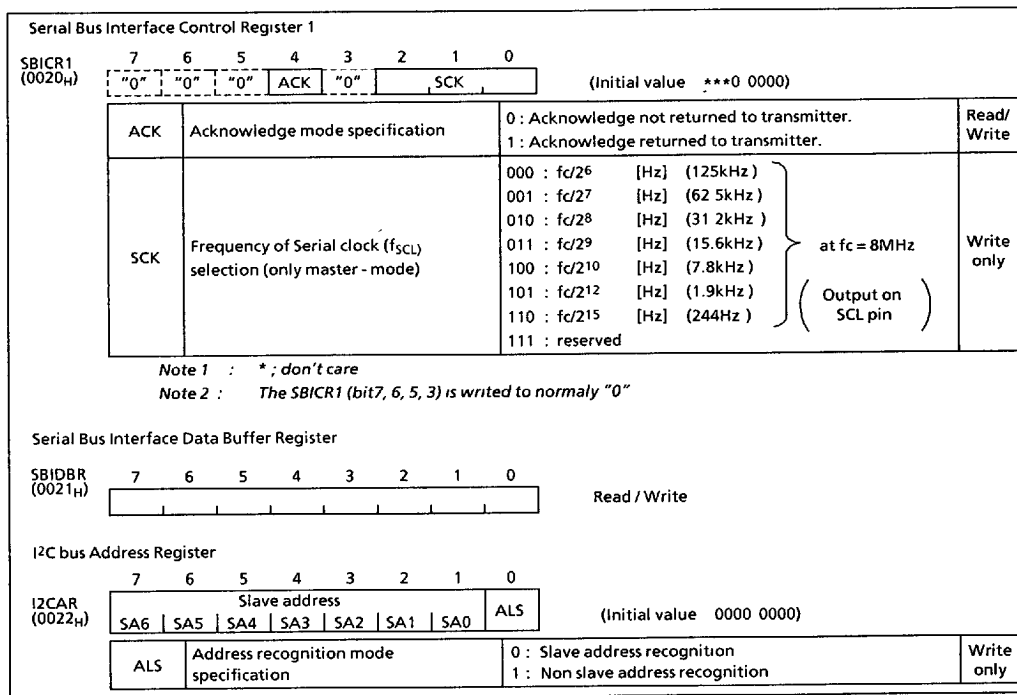 Serial Bus Interface Control Register 1
7 6 5 4 3 2 1 0
SBICR1
(0020H) "0" "0" "0" ACK "0" SCK (Initial value ***0 0000)
ACK Acknowledge mode specification 0 : Acknowledge not returned to transmitter. Read/
1 : Acknowledge returned to transmitter. Write
000 : fc/2⁶ [Hz] (125kHz)
001 : fc/2⁷ [Hz] (62 5kHz)
010 : fc/2⁸ [Hz] (31 2kHz)
SCK Frequency of Serial clock (fSCL) 011 : fc/2⁹ [Hz] (15.6kHz) at fc = 8MHz Write
selection (only master - mode) 100 : fc/2¹⁰ [Hz] (7.8kHz) only
101 : fc/2¹² [Hz] (1.9kHz) Output on
110 : fc/2¹⁵ [Hz] (244Hz) SCL pin
111 : reserved
Note 1 : * ; don't care
Note 2 : The SBICR1 (bit7, 6, 5, 3) is writed to normaly "0"
Serial Bus Interface Data Buffer Register
SBIDBR 7 6 5 4 3 2 1 0
(0021H) Read / Write
I²C bus Address Register
7 6 5 4 3 2 1 0
I2CAR Slave address ALS
(0022H) SA6 SA5 SA4 SA3 SA2 SA1 SA0 (Initial value 0000 0000)
ALS Address recognition mode 0 : Slave address recognition Write
specification 1 : Non slave address recognition only